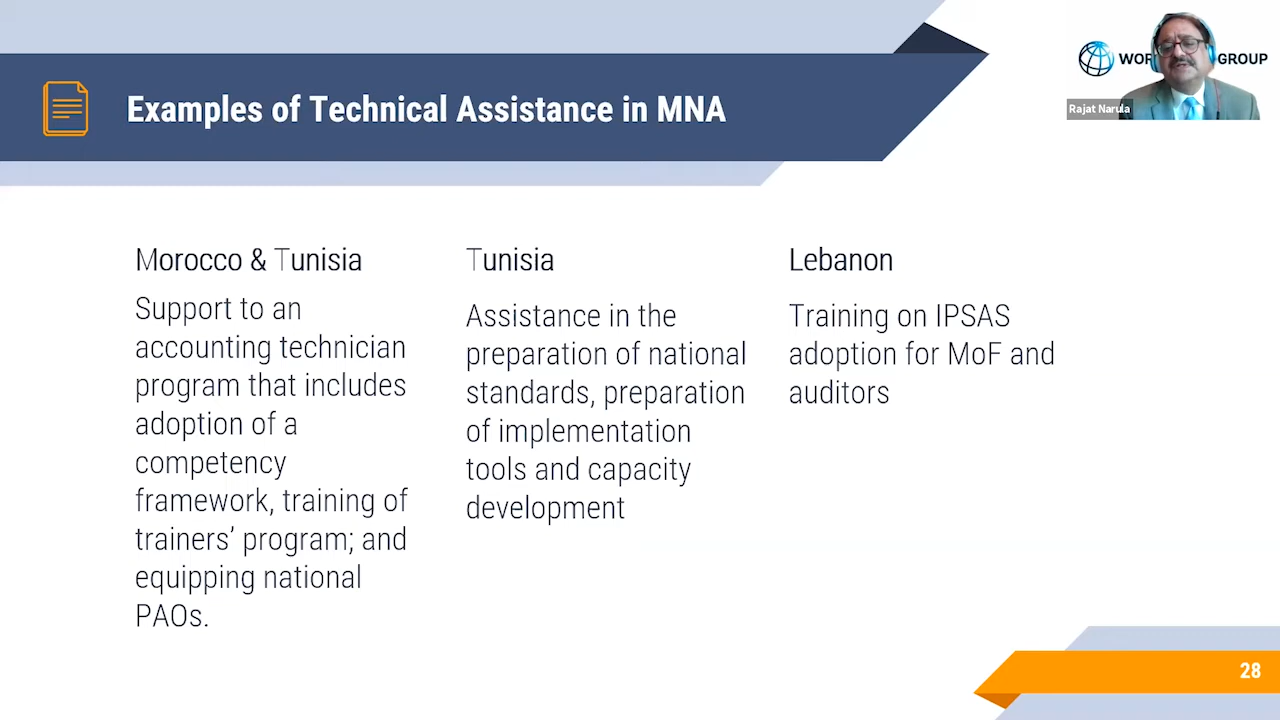 Examples of Technical Assistance in MNA
GROUP
Rajat Narula
Morocco & Tunisia
Support to an
accounting technician
program that includes
adoption of a
competency
framework, training of
trainers’ program; and
equipping national
PAOs.
Tunisia
Assistance in the
preparation of national
standards, preparation
of implementation
tools and capacity
development
Lebanon
Training on IPSAS
adoption for MoF and
auditors
28